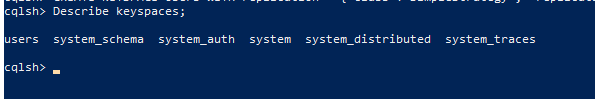 cqlsh> Describe keyspaces;
users system_schema system_auth system system_distributed system_traces
cqlsh>